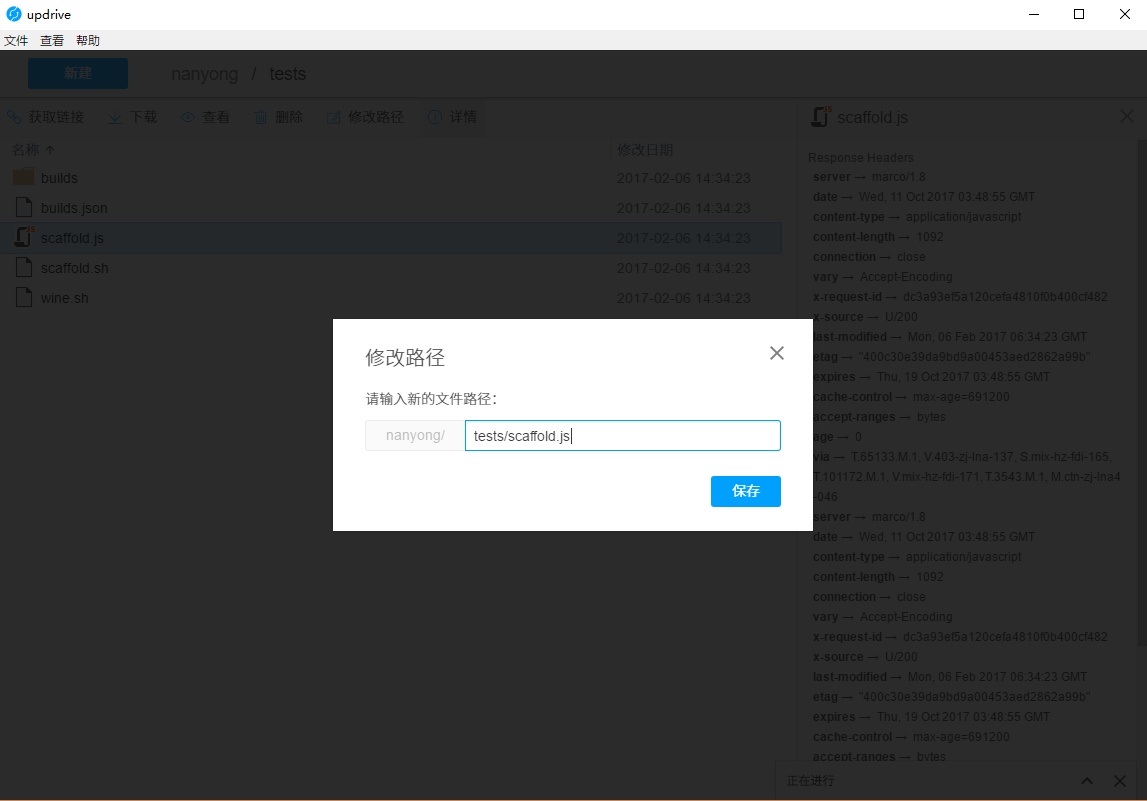 updrive
文件 查看 帮助
新建 nanyong / tests
获取链接 下载 查看 删除 修改路径 详情
名称 修改日期
builds 2017-02-06 14:34:23
builds.json 2017-02-06 14:34:23
scaffold.js 2017-02-06 14:34:23
scaffold.sh 2017-02-06 14:34:23
wine.sh 2017-02-06 14:34:23
修改路径
请输入新的文件路径：
nanyong/ tests/scaffold.js
保存
scaffold.js
Response Headers
server → marco/1.8
date → Wed, 11 Oct 2017 03:48:55 GMT
content-type → application/javascript
content-length → 1092
connection → close
vary → Accept-Encoding
x-request-id → dc3a93ef5a120cefa4810f0b400cf482
x-source → U/200
last-modified → Mon, 06 Feb 2017 06:34:23 GMT
etag → "400c30e39da9bd9a00453aed2862a99b"
expires → Thu, 19 Oct 2017 03:48:55 GMT
cache-control → max-age=691200
accept-ranges → bytes
age → 0
via → T.65133.M.1, V.403-zj-lna-137, S.mix-hz-fdi-165,
T.101172.M.1, V.mix-hz-fdi-171, T.3543.M.1, M.ctn-zj-lna4
-046
server → marco/1.8
date → Wed, 11 Oct 2017 03:48:55 GMT
content-type → application/javascript
content-length → 1092
connection → close
vary → Accept-Encoding
x-request-id → dc3a93ef5a120cefa4810f0b400cf482
x-source → U/200
last-modified → Mon, 06 Feb 2017 06:34:23 GMT
etag → "400c30e39da9bd9a00453aed2862a99b"
expires → Thu, 19 Oct 2017 03:48:55 GMT
cache-control → max-age=691200
accept-ranges → bytes
正在进行